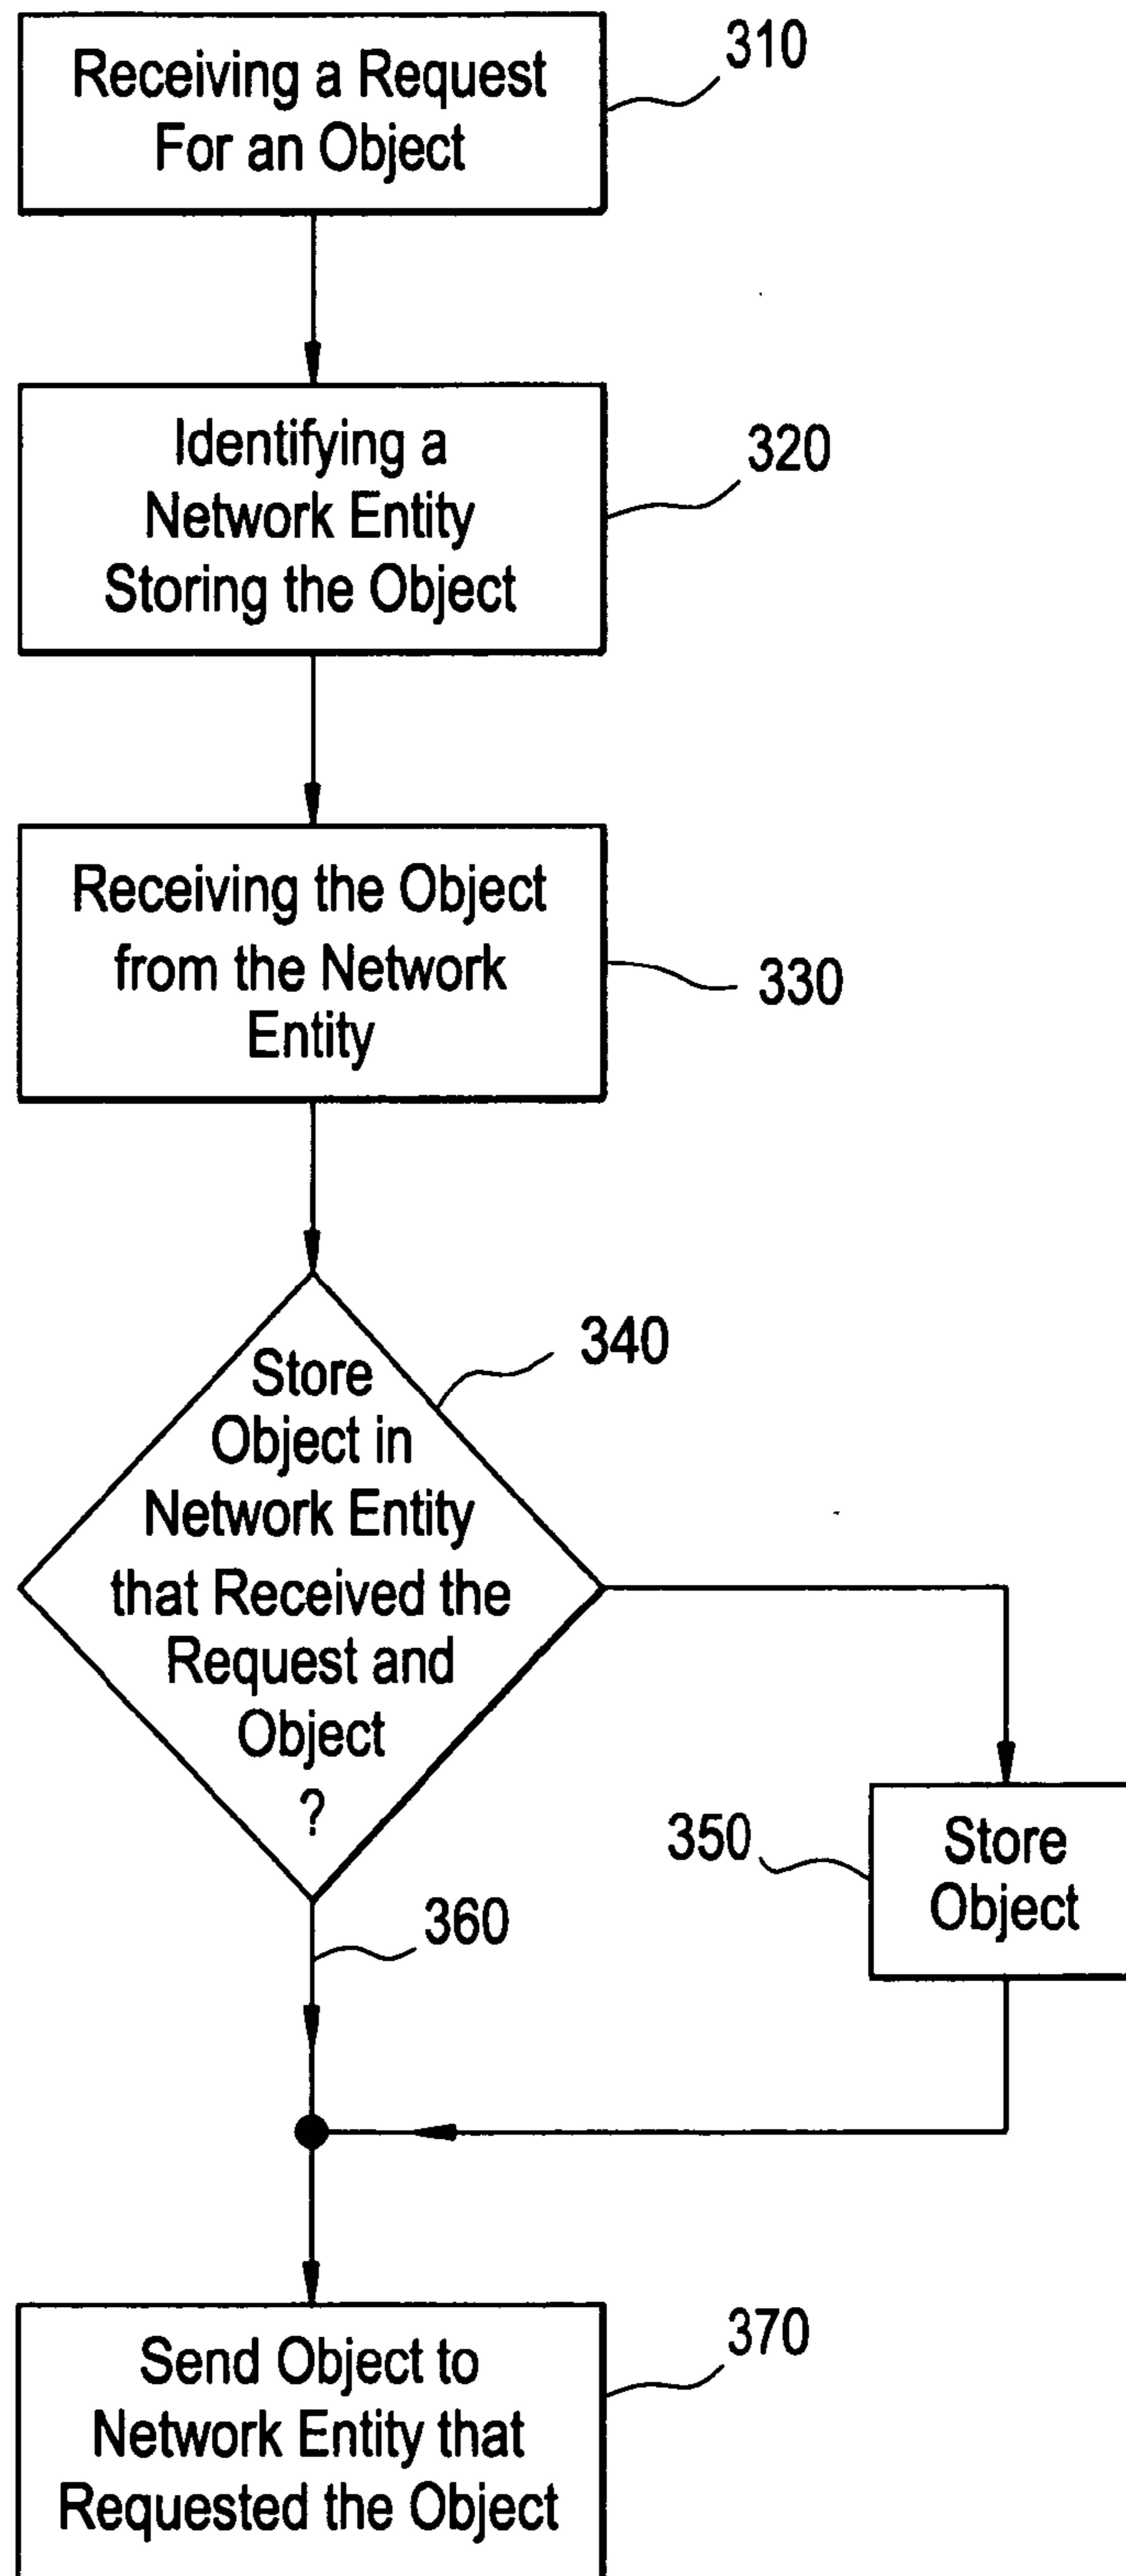 Receiving a Request
For an Object
310
Identifying a
Network Entity
Storing the Object
320
Receiving the Object
from the Network
Entity
330
Store
Object in
Network Entity
that Received the
Request and
Object
?
340
350
Store
Object
360
Send Object to
Network Entity that
Requested the Object
370